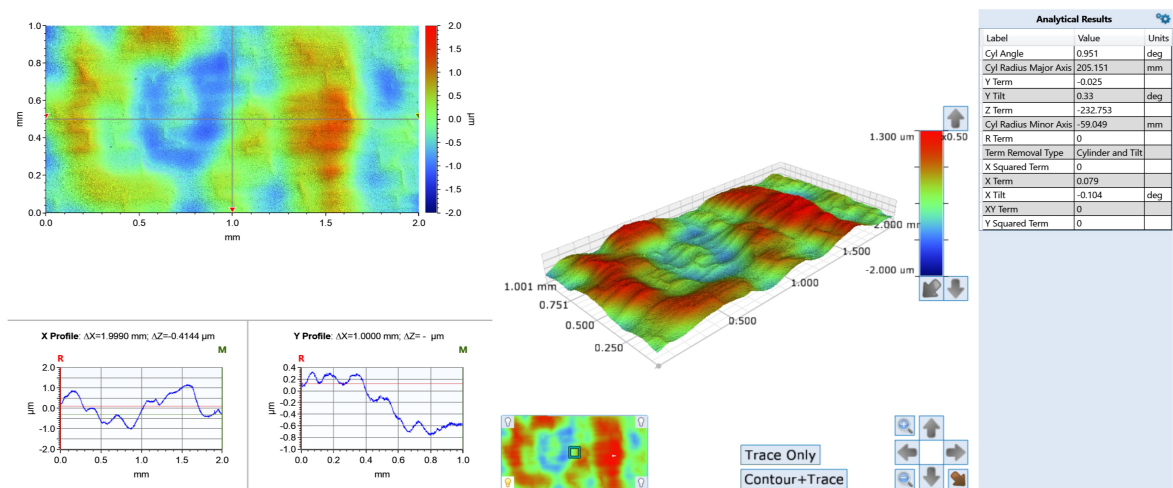 1.0
0.8
0.6
0.4
0.2
0.0
mm
0.0
0.5
1.0
1.5
2.0
mm
2.0
1.5
1.0
0.5
0.0
-0.5
-1.0
-1.5
-2.0
µm
X Profile: ΔX=1.9990 mm; ΔZ=-0.4144 µm
R
M
2.0
1.0
0.0
-1.0
-2.0
µm
0.0 0.5 1.0 1.5 2.0
mm
Y Profile: ΔX=1.0000 mm; ΔZ= - µm
R
M
0.4
0.2
0.0
-0.2
-0.4
-0.6
-0.8
-1.0
µm
0.0 0.2 0.4 0.6 0.8 1.0
mm
1.300 um
x0.50
2.000 mm
1.500
1.000
0.500
-2.000 um
1.001 mm
0.751
0.500
0.250
Trace Only
Contour+Trace
Analytical Results
Label Value Units
Cyl Angle 0.951 deg
Cyl Radius Major Axis 205.151 mm
Y Term -0.025
Y Tilt 0.33 deg
Z Term -232.753
Cyl Radius Minor Axis -59.049 mm
R Term 0
Term Removal Type Cylinder and Tilt
X Squared Term 0
X Term 0.079
X Tilt -0.104 deg
XY Term 0
Y Squared Term 0